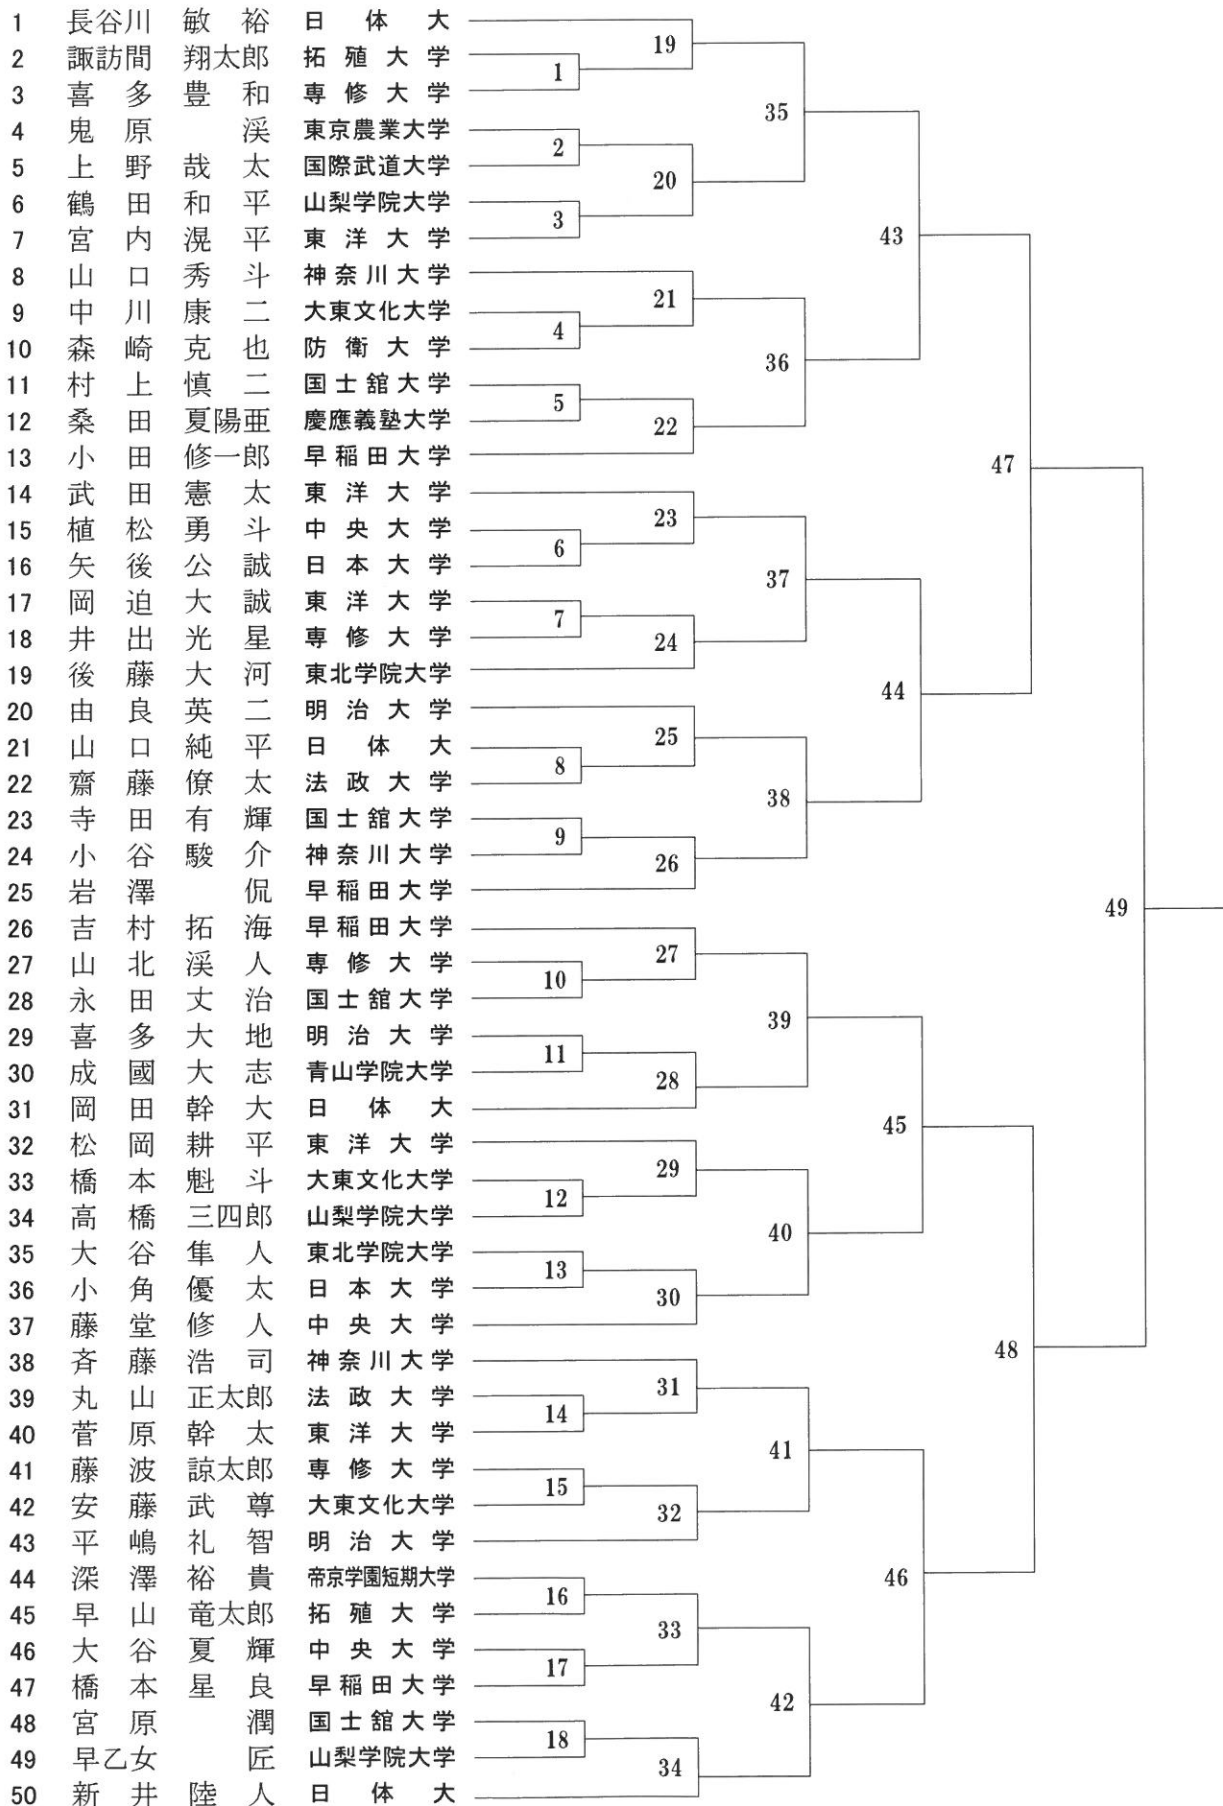 1 長谷川 敏裕 日体大
2 諏訪間 翔太郎 拓殖大学
3 喜多 豊和 専修大学
4 鬼原 渓 東京農業大学
5 上野 哉太 国際武道大学
6 鶴田 和平 山梨学院大学
7 宮内 滉平 東洋大学
8 山口 秀斗 神奈川大学
9 中川 康二 大東文化大学
10 森崎 克也 防衛大学
11 村上 慎二 国士舘大学
12 桑田 夏陽亜 慶應義塾大学
13 小田 修一郎 早稲田大学
14 武田 憲太 東洋大学
15 植松 勇斗 中央大学
16 矢後 公誠 日本大学
17 岡迫 大誠 東洋大学
18 井出 光星 専修大学
19 後藤 大河 東北学院大学
20 由良 英二 明治大学
21 山口 純平 日体大
22 齋藤 僚太 法政大学
23 寺田 有輝 国士舘大学
24 小谷 駿介 神奈川大学
25 岩澤 侃 早稲田大学
26 吉村 拓海 早稲田大学
27 山北 渓人 専修大学
28 永田 丈治 国士舘大学
29 喜多 大地 明治大学
30 成國 大志 青山学院大学
31 岡田 幹大 日体大
32 松岡 耕平 東洋大学
33 橋本 魁斗 大東文化大学
34 高橋 三四郎 山梨学院大学
35 大谷 隼人 東北学院大学
36 小角 優太 日本大学
37 藤堂 修人 中央大学
38 斉藤 浩司 神奈川大学
39 丸山 正太郎 法政大学
40 菅原 幹太 東洋大学
41 藤波 諒太郎 専修大学
42 安藤 武尊 大東文化大学
43 平嶋 礼智 明治大学
44 深澤 裕貴 帝京学園短期大学
45 早山 竜太郎 拓殖大学
46 大谷 夏輝 中央大学
47 橋本 星良 早稲田大学
48 宮原 潤 国士舘大学
49 早乙女 匠 山梨学院大学
50 新井 陸人 日体大
1
2
3
4
5
6
7
8
9
10
11
12
13
14
15
16
17
18
19
20
21
22
23
24
25
26
27
28
29
30
31
32
33
34
35
36
37
38
39
40
41
42
43
44
45
46
47
48
49